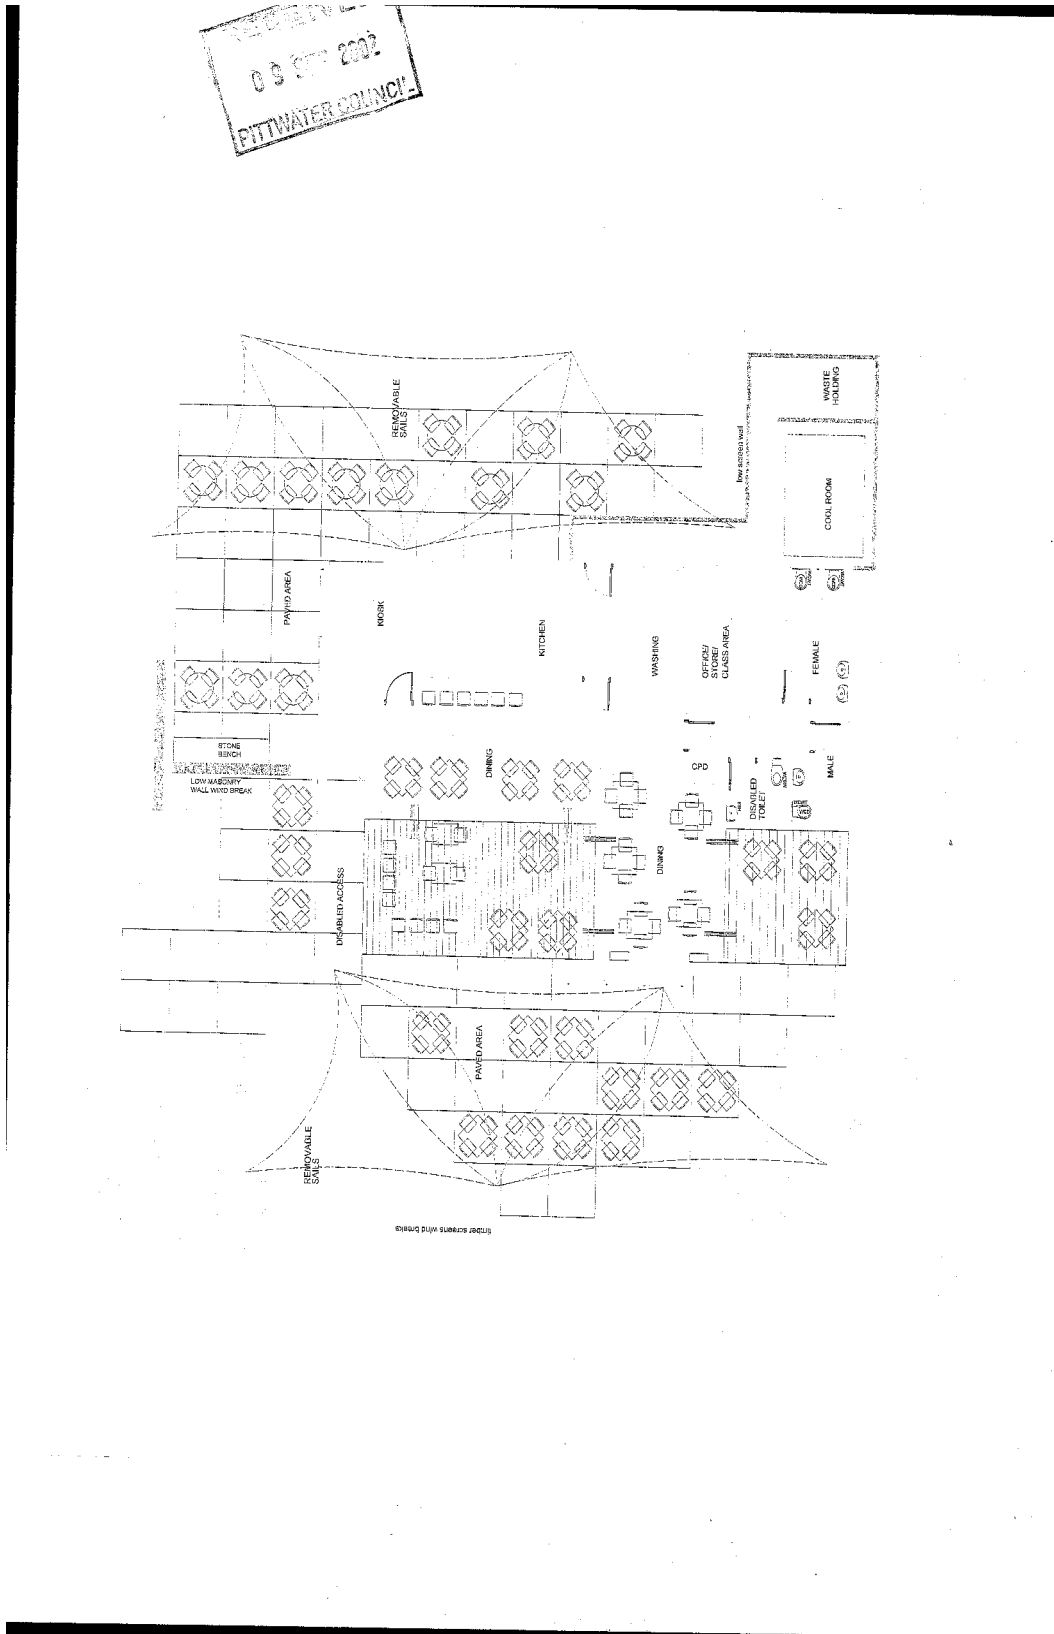 RECEIVED
09 SEP 2002
PITTWATER COUNCIL
REMOVABLE
SAILS
WASTE
HOLDING
low screen wall
COOL ROOM
PAVED AREA
KIOSK
KITCHEN
WASHING
OFFICE/
STORE/
CLASS AREA
FEMALE
STONE
BENCH
LOW MASONRY
WALL WIND BREAK
DINING
CPD
DISABLED
TOILET
MALE
DINING
DISABLED ACCESS
PAVED AREA
REMOVABLE
SAILS
timber screens wind breaks